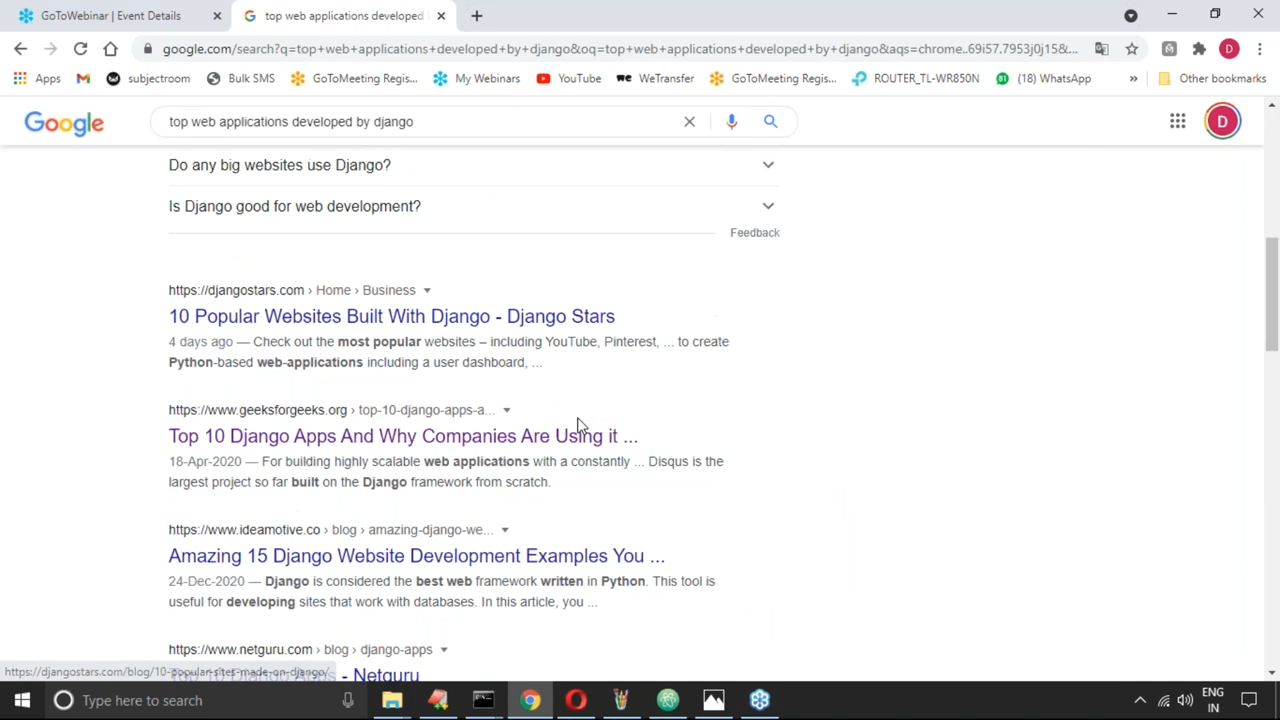 GoToWebinar | Event Details
top web applications developed
google.com/search?q=top+web+applications+developed+by+django&oq=top+web+applications+developed+by+django&aqs=chrome..69i57.7953j0j15&...
Apps
subjectroom
Bulk SMS
GoToMeeting Regis...
My Webinars
YouTube
WeTransfer
GoToMeeting Regis...
ROUTER_TL-WR850N
(18) WhatsApp
»
Other bookmarks
Google
top web applications developed by django
D
Do any big websites use Django?
Is Django good for web development?
Feedback
https://djangostars.com › Home › Business
10 Popular Websites Built With Django - Django Stars
4 days ago — Check out the most popular websites – including YouTube, Pinterest, ... to create
Python-based web-applications including a user dashboard, ...
https://www.geeksforgeeks.org › top-10-django-apps-a...
Top 10 Django Apps And Why Companies Are Using it ...
18-Apr-2020 — For building highly scalable web applications with a constantly ... Disqus is the
largest project so far built on the Django framework from scratch.
https://www.ideamotive.co › blog › amazing-django-we...
Amazing 15 Django Website Development Examples You ...
24-Dec-2020 — Django is considered the best web framework written in Python. This tool is
useful for developing sites that work with databases. In this article, you ...
https://www.netguru.com › blog › django-apps
Top 10 Django Apps - Netguru
https://djangostars.com/blog/10-popular-sites-made-on-django/
Type here to search
ENG
IN